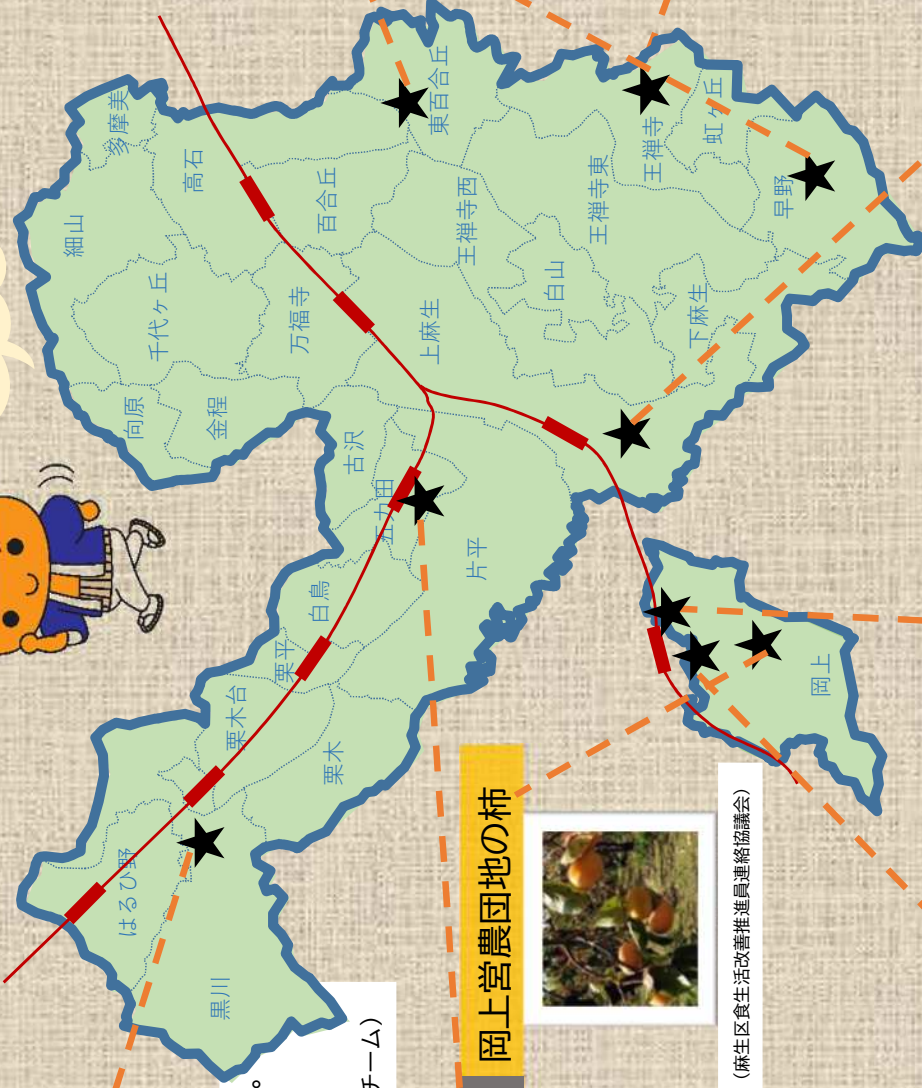 多摩美
細山
高石
千代ヶ丘
向原
金程
百合丘
東百合丘
万福寺
上麻生
王禅寺西
王禅寺東
王禅寺
虹ヶ丘
早野
白山
下麻生
古沢
五力田
片平
白鳥
栗平
栗木台
栗木
はるひ野
黒川
岡上
。
チーム）
岡上営農団地の柿
（麻生区食生活改善推進員連絡協議会）